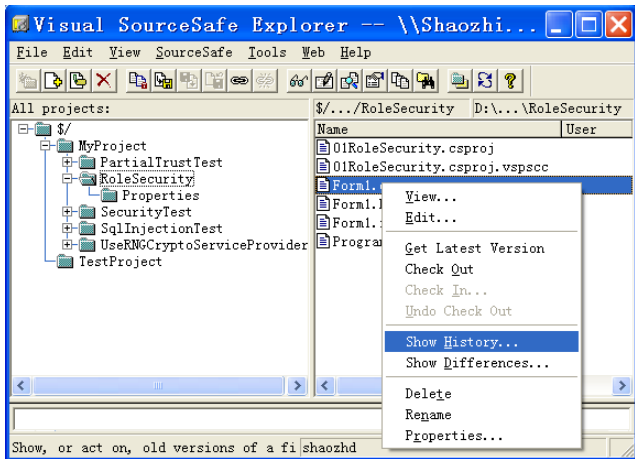 Visual SourceSafe Explorer -- \\Shaozhi...
File Edit View SourceSafe Tools Web Help
All projects:
$/.../RoleSecurity D:\...\RoleSecurity
$/
MyProject
PartialTrustTest
RoleSecurity
Properties
SecurityTest
SqlInjectionTest
UseRNGCryptoServiceProvider
TestProject
Name User
01RoleSecurity.csproj
01RoleSecurity.csproj.vspscc
Form1.
Form1.
Form1.
Program
View...
Edit...
Get Latest Version
Check Out
Check In...
Undo Check Out
Show History...
Show Differences...
Delete
Rename
Properties...
Show, or act on, old versions of a fi shaozhd